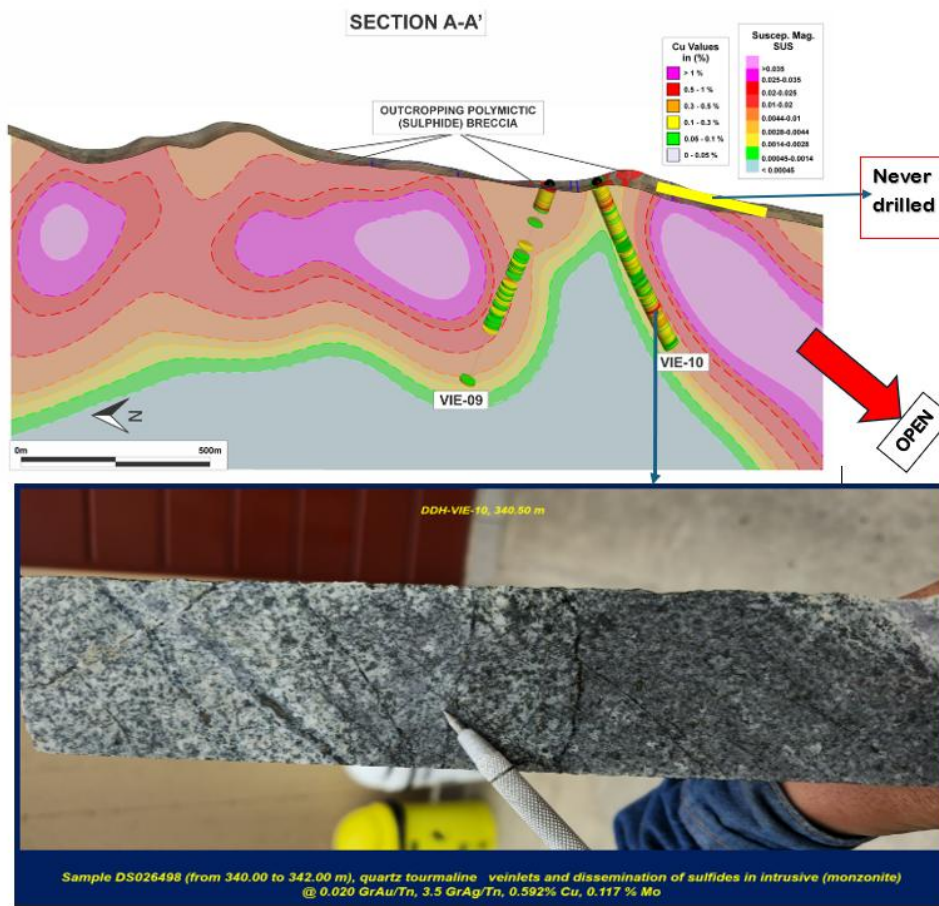 SECTION A-A'
OUTCROPPING POLYMICTIC
(SULPHIDE) BRECCIA
Cu Values
in (%)
> 1 %
0.5 - 1 %
0.3 - 0.5 %
0.1 - 0.3 %
0.05 - 0.1 %
0 - 0.05 %
Suscep. Mag.
SUS
>0.035
0.025-0.035
0.02-0.025
0.01-0.02
0.0044-0.01
0.0028-0.0044
0.0014-0.0028
0.00045-0.0014
< 0.00045
Never
drilled
VIE-09
VIE-10
OPEN
N
0m
500m
DDH-VIE-10, 340.50 m
Sample DS026498 (from 340.00 to 342.00 m), quartz tourmaline veinlets and dissemination of sulfides in intrusive (monzonite)
@ 0.020 GrAu/Tn, 3.5 GrAg/Tn, 0.592% Cu, 0.117 % Mo